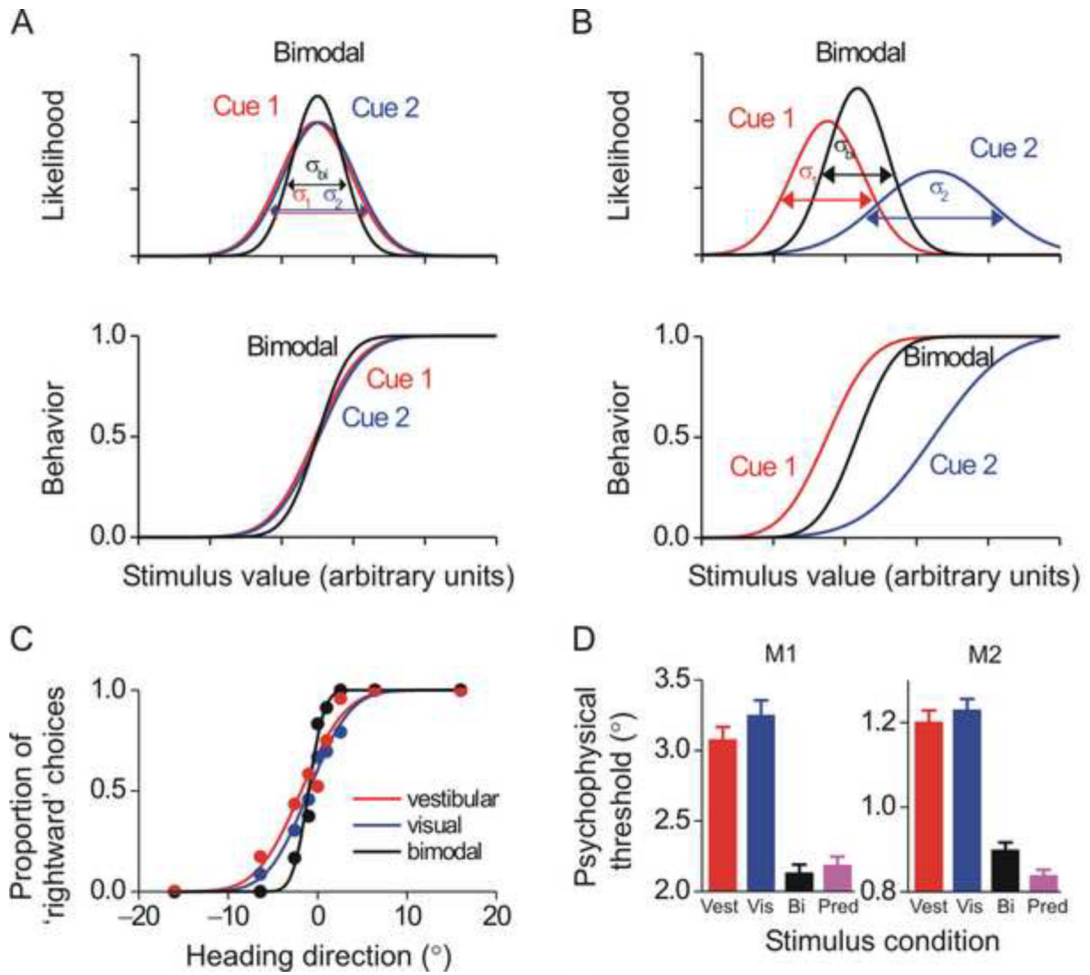 A
Bimodal
Cue 1
Cue 2
Likelihood
σbi
σ1 σ2
1.0
Bimodal
Cue 1
Cue 2
0.5
Behavior
0.0
Stimulus value (arbitrary units)
B
Bimodal
Cue 1
Cue 2
Likelihood
σbi
σ1
σ2
1.0
Bimodal
0.5
Cue 1
Cue 2
Behavior
0.0
Stimulus value (arbitrary units)
C
1.0
Proportion of
'rightward' choices
0.5
vestibular
visual
bimodal
0.0
−20 −10 0 10 20
Heading direction (°)
D
M1
M2
Psychophysical
threshold (°)
3.5
3.0
2.5
2.0
Vest Vis Bi Pred
1.2
1.0
0.8
Vest Vis Bi Pred
Stimulus condition